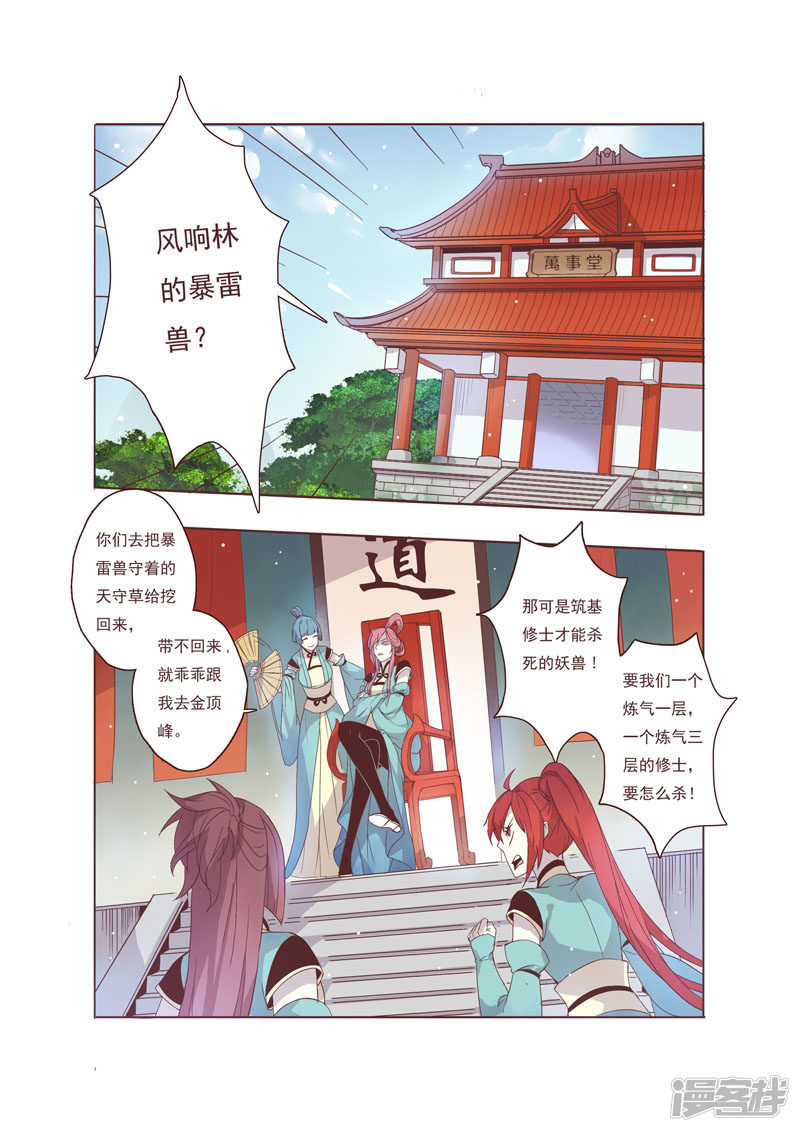 风响林
的暴雷
兽？
萬事堂
你们去把暴
雷兽守着的
天守草给挖
回来，
带不回来，
就乖乖跟
我去金顶
峰。
道
那可是筑基
修士才能杀
死的妖兽！
要我们一个
炼气一层，
一个炼气三
层的修士，
要怎么杀！
漫客栈